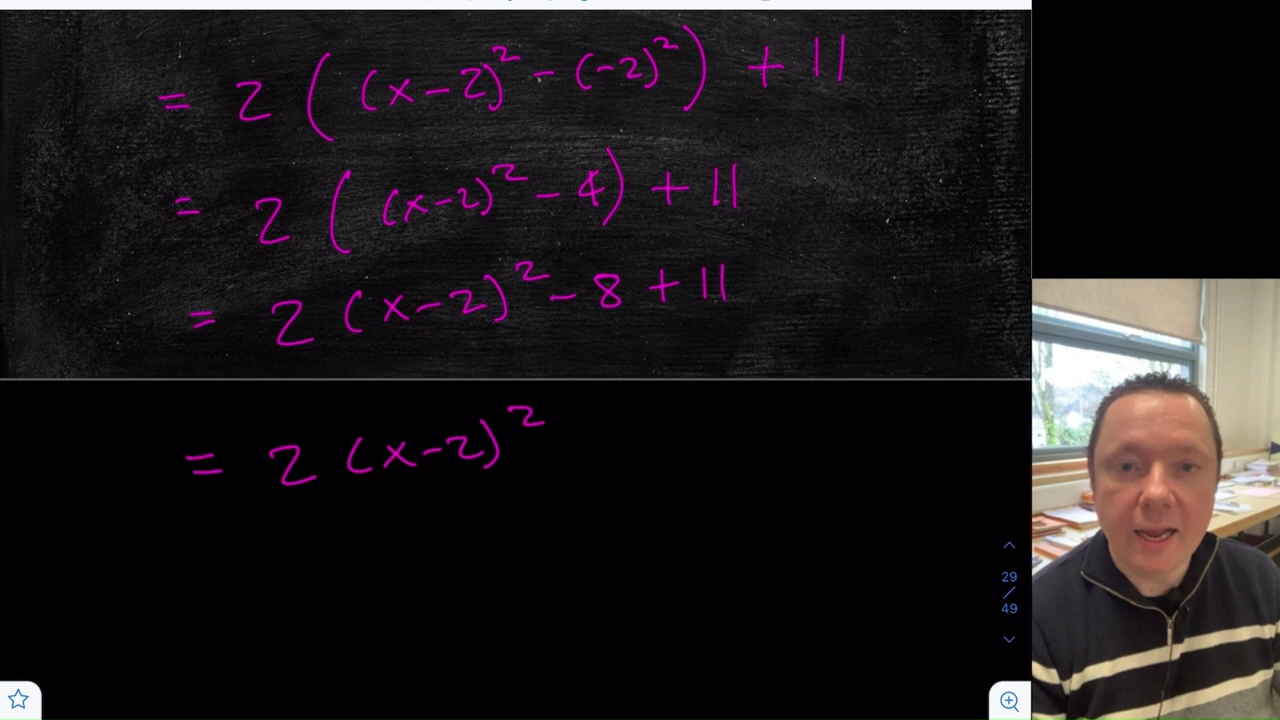 = 2 ( (x-2)² - (-2)² ) + 11
= 2 ( (x-2)² - 4) + 11
= 2 (x-2)² - 8 + 11
= 2 (x-2)²
29
/
49